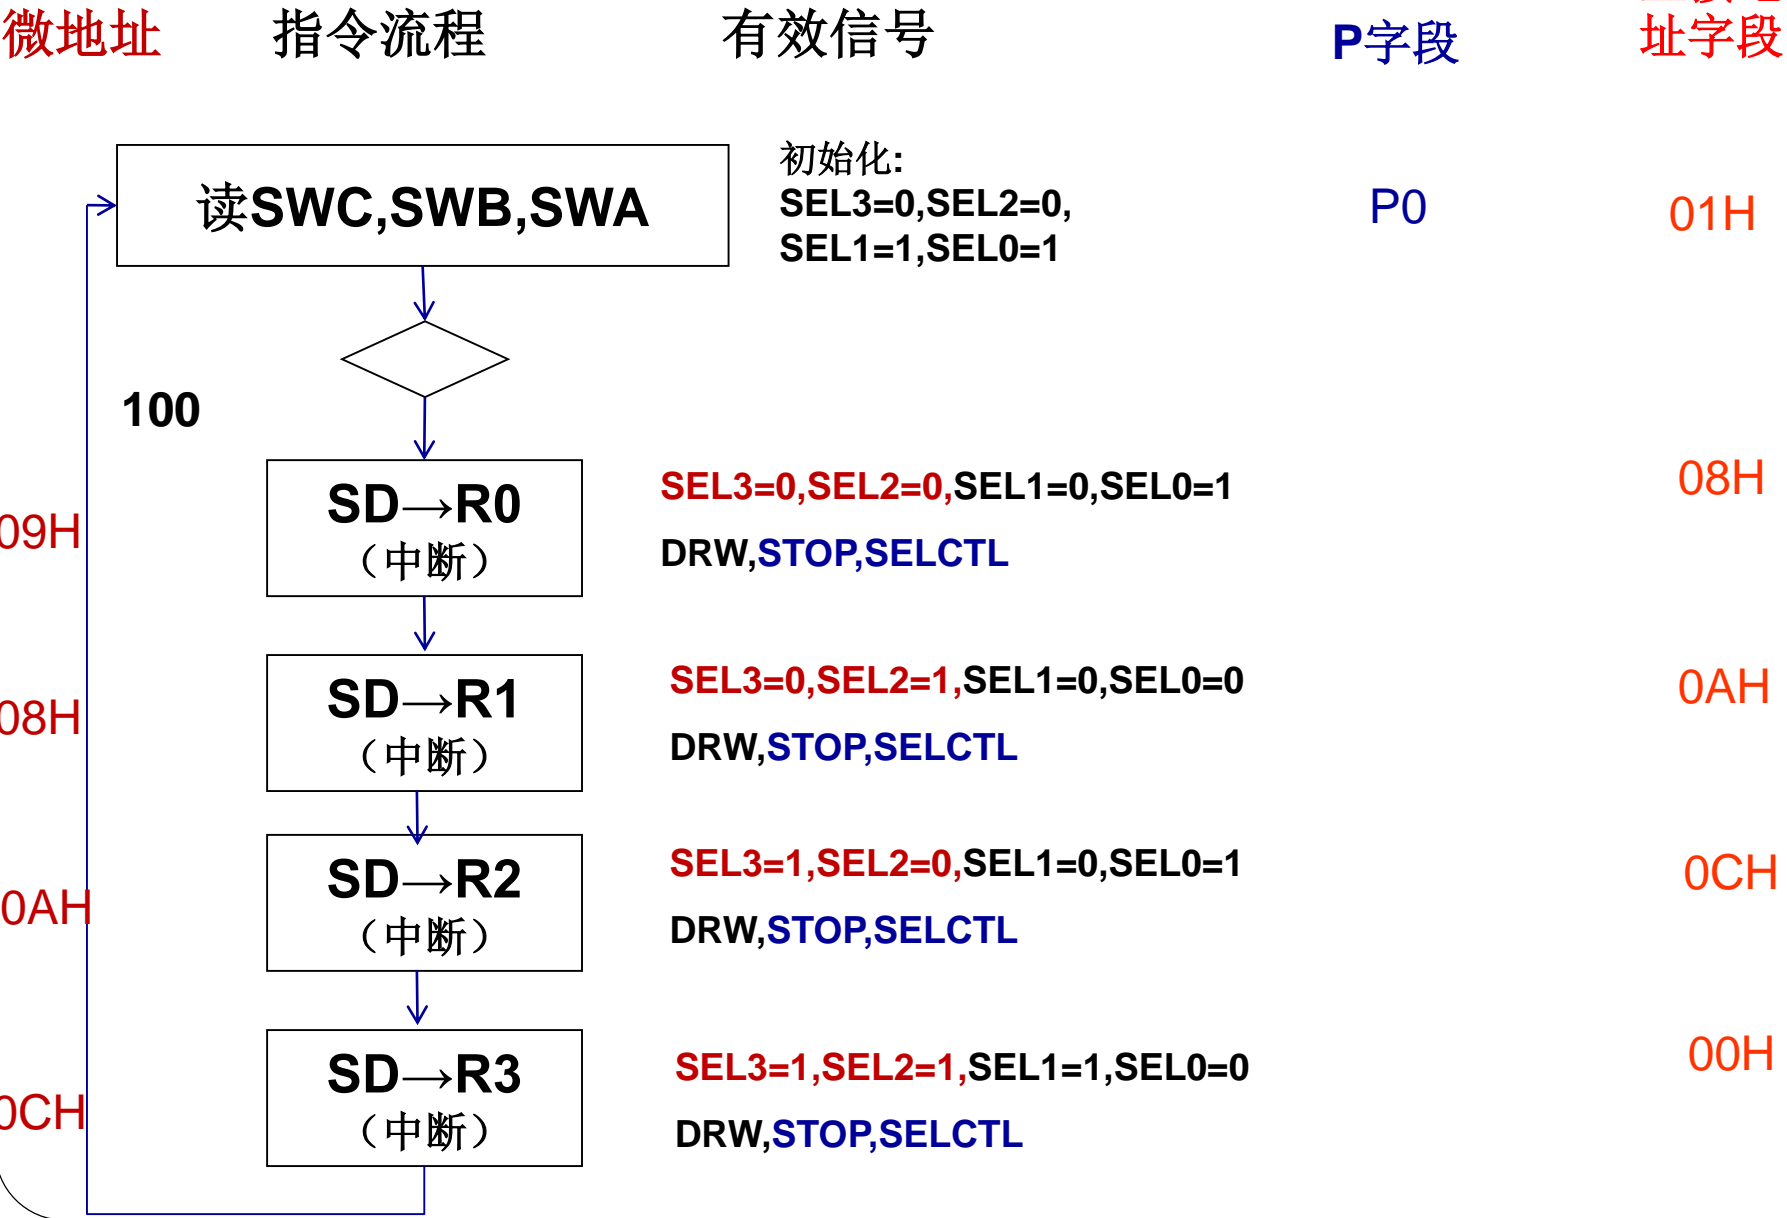 微地址 指令流程 有效信号 P字段 址字段
读SWC,SWB,SWA
初始化:
SEL3=0,SEL2=0,
SEL1=1,SEL0=1
P0
01H
100
09H
SD→R0
（中断）
SEL3=0,SEL2=0,SEL1=0,SEL0=1
DRW,STOP,SELCTL
08H
08H
SD→R1
（中断）
SEL3=0,SEL2=1,SEL1=0,SEL0=0
DRW,STOP,SELCTL
0AH
0AH
SD→R2
（中断）
SEL3=1,SEL2=0,SEL1=0,SEL0=1
DRW,STOP,SELCTL
0CH
0CH
SD→R3
（中断）
SEL3=1,SEL2=1,SEL1=1,SEL0=0
DRW,STOP,SELCTL
00H